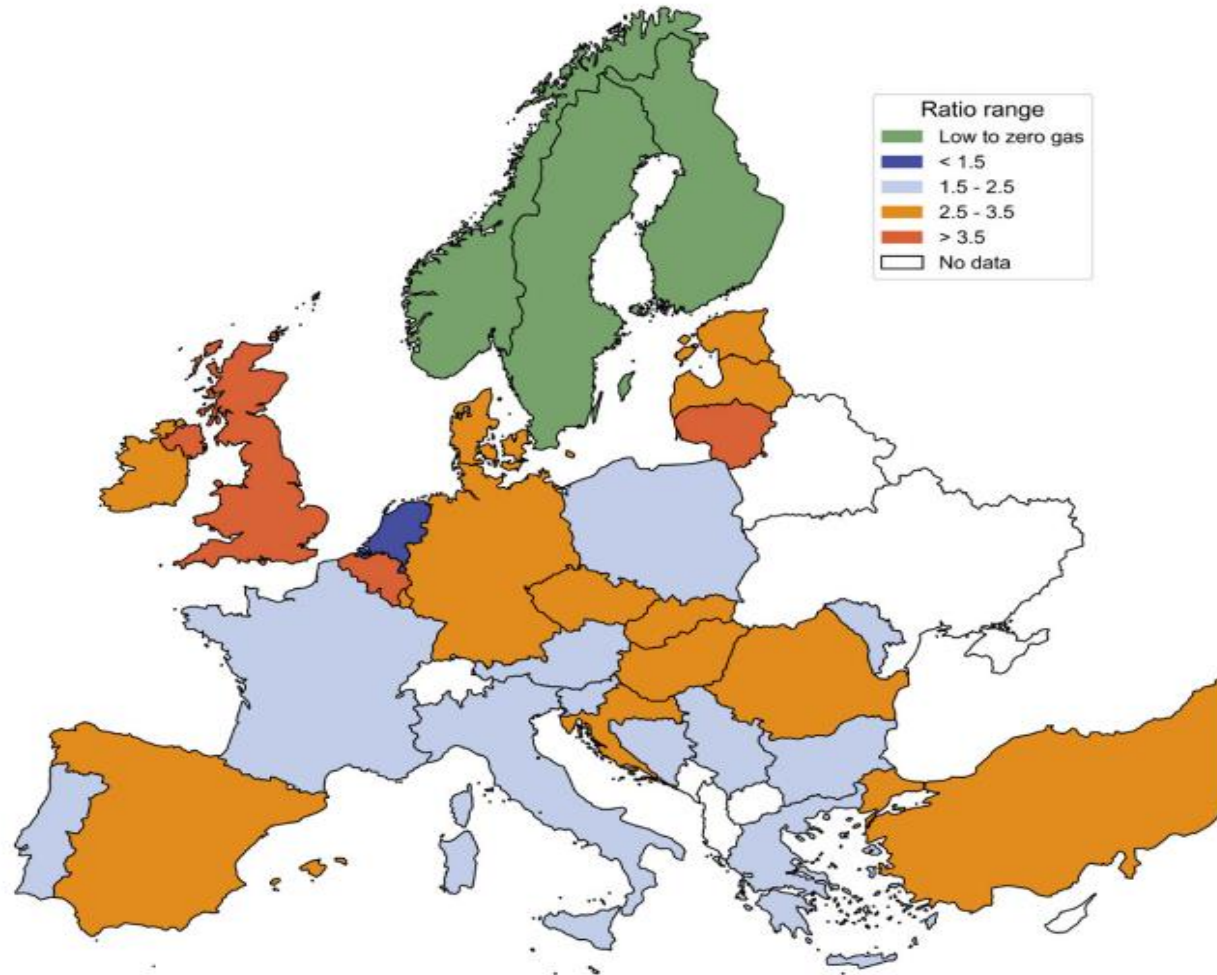 Ratio range
Low to zero gas
< 1.5
1.5 - 2.5
2.5 - 3.5
> 3.5
No data